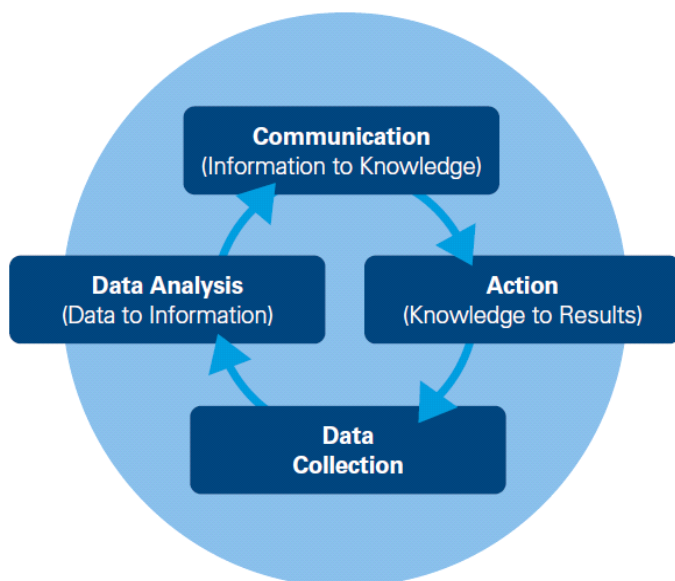 Communication
(Information to Knowledge)
Data Analysis
(Data to Information)
Action
(Knowledge to Results)
Data
Collection